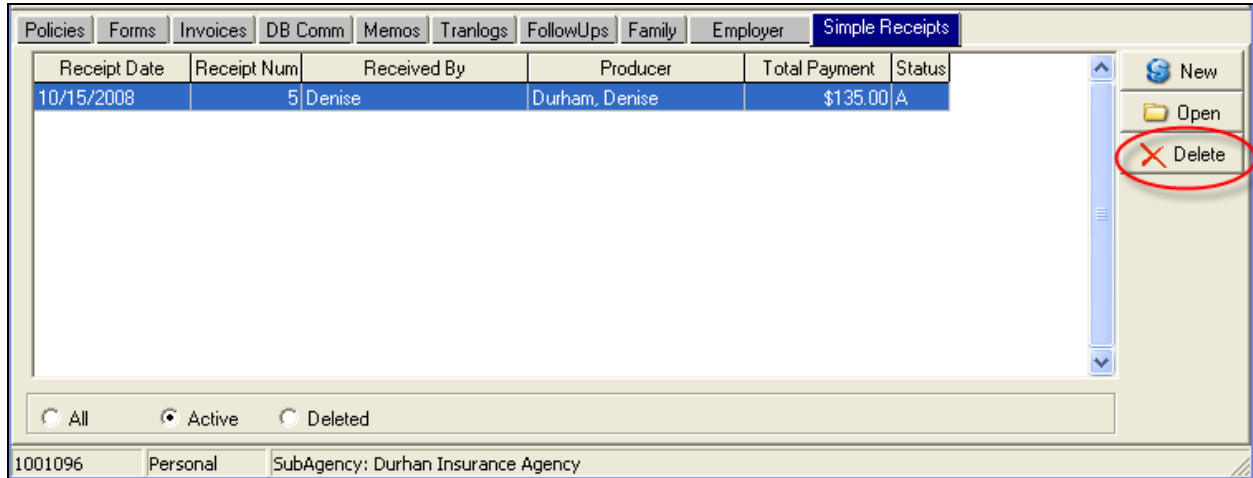 Policies Forms Invoices DB Comm Memos Tranlogs FollowUps Family Employer Simple Receipts
Receipt Date Receipt Num Received By Producer Total Payment Status
10/15/2008 5 Denise Durham, Denise $135.00 A
New
Open
Delete
All Active Deleted
1001096 Personal SubAgency: Durhan Insurance Agency